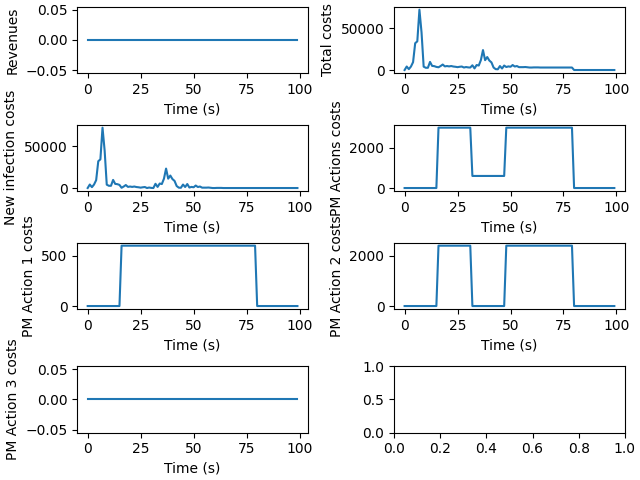 Revenues
0.05
0.00
−0.05
0 25 50 75 100
Time (s)
Total costs
50000
0
0 25 50 75 100
Time (s)
New infection costs
50000
0
0 25 50 75 100
Time (s)
PM Actions costs
2000
0
0 25 50 75 100
Time (s)
PM Action 1 costs
500
0
0 25 50 75 100
Time (s)
PM Action 2 costs
2000
0
0 25 50 75 100
Time (s)
PM Action 3 costs
0.05
0.00
−0.05
0 25 50 75 100
Time (s)
1.0
0.5
0.0
0.0 0.2 0.4 0.6 0.8 1.0